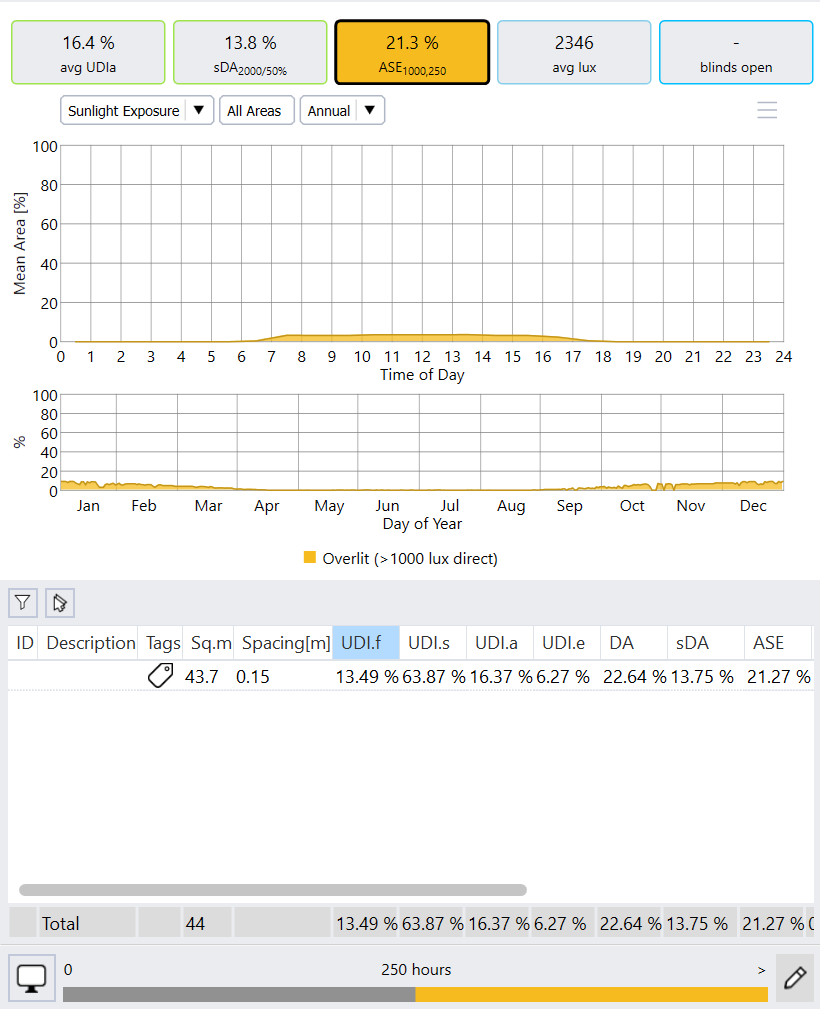 16.4 % 13.8 % 21.3 % 2346 -
avg UDIa sDA2000/50% ASE1000,250 avg lux blinds open
Sunlight Exposure ▼ All Areas Annual ▼
100
80
60
40
20
0
Mean Area [%]
0 1 2 3 4 5 6 7 8 9 10 11 12 13 14 15 16 17 18 19 20 21 22 23 24
Time of Day
100
80
60
40
20
0
%
Jan Feb Mar Apr May Jun Jul Aug Sep Oct Nov Dec
Day of Year
Overlit (>1000 lux direct)
ID Description Tags Sq.m Spacing[m] UDI.f UDI.s UDI.a UDI.e DA sDA ASE
43.7 0.15 13.49 % 63.87 % 16.37 % 6.27 % 22.64 % 13.75 % 21.27 %
Total 44 13.49 % 63.87 % 16.37 % 6.27 % 22.64 % 13.75 % 21.27 %
0 250 hours >